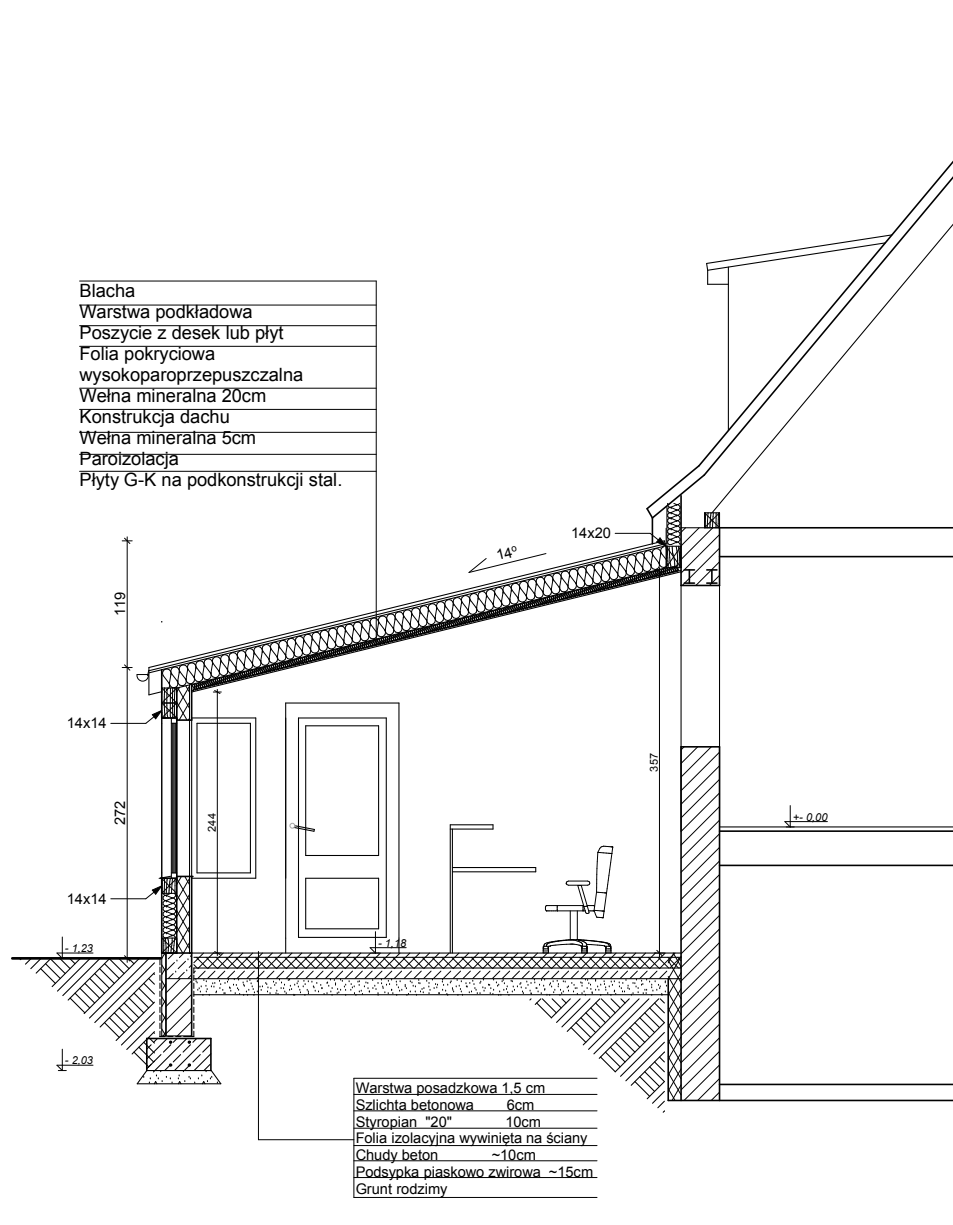 Blacha
Warstwa podkładowa
Poszycie z desek lub płyt
Folia pokryciowa
wysokoparoprzepuszczalna
Wełna mineralna 20cm
Konstrukcja dachu
Wełna mineralna 5cm
Paroizolacja
Płyty G-K na podkonstrukcji stal.
14x20
14°
119
14x14
272
244
357
+- 0,00
14x14
- 1,23
- 1,18
- 2,03
Warstwa posadzkowa 1,5 cm
Szlichta betonowa 6cm
Styropian "20" 10cm
Folia izolacyjna wywinięta na ściany
Chudy beton ~10cm
Podsypka piaskowo zwirowa ~15cm
Grunt rodzimy